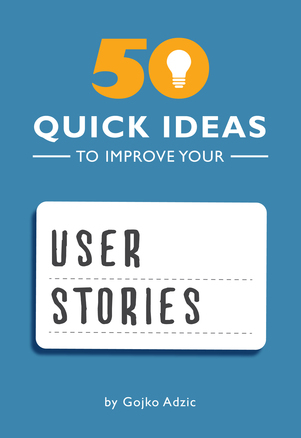 50
QUICK IDEAS
TO IMPROVE YOUR
USER
STORIES
by Gojko Adzic